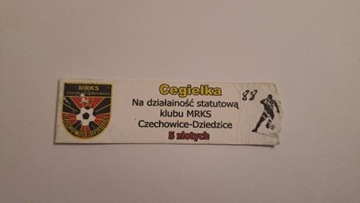 MRKS
Cegiełka
Na działalność statutową
klubu MRKS
Czechowice-Dziedzice
5 złotych
88